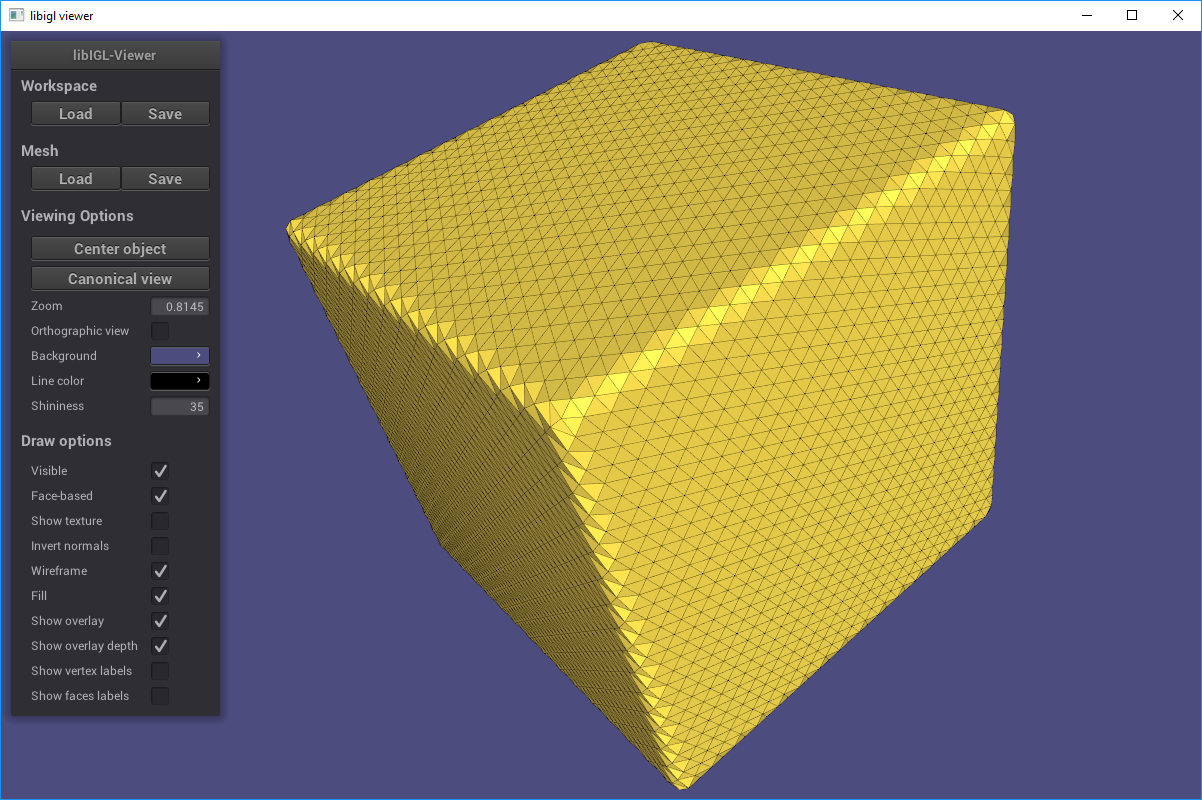 libigl viewer
libIGL-Viewer
Workspace
Load Save
Mesh
Load Save
Viewing Options
Center object
Canonical view
Zoom 0.8145
Orthographic view
Background
Line color
Shininess 35
Draw options
Visible
Face-based
Show texture
Invert normals
Wireframe
Fill
Show overlay
Show overlay depth
Show vertex labels
Show faces labels